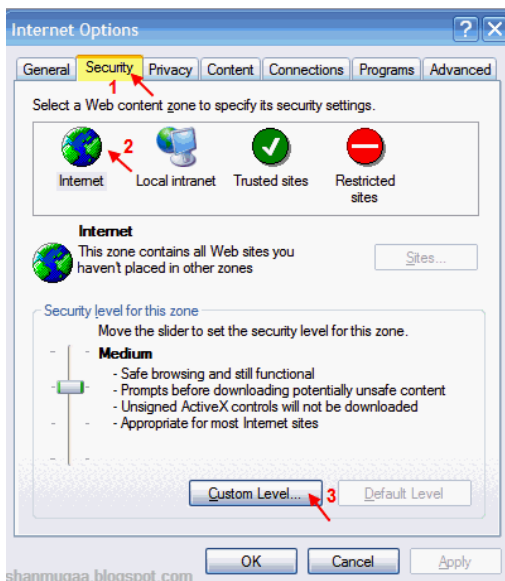 Internet Options
General Security Privacy Content Connections Programs Advanced
1
Select a Web content zone to specify its security settings.
2
Internet Local intranet Trusted sites Restricted sites
Internet
This zone contains all Web sites you
haven't placed in other zones
Sites...
Security level for this zone
Move the slider to set the security level for this zone.
Medium
- Safe browsing and still functional
- Prompts before downloading potentially unsafe content
- Unsigned ActiveX controls will not be downloaded
- Appropriate for most Internet sites
Custom Level... 3 Default Level
OK Cancel Apply
shanmugaa.blogspot.com